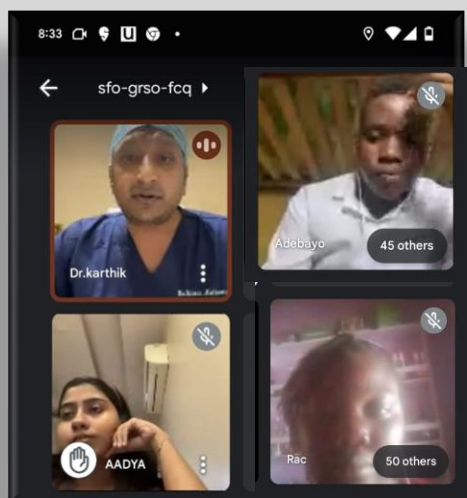 8:33
sfo-grso-fcq
Dr.karthik
Adebayo
45 others
AADYA
Rac
50 others